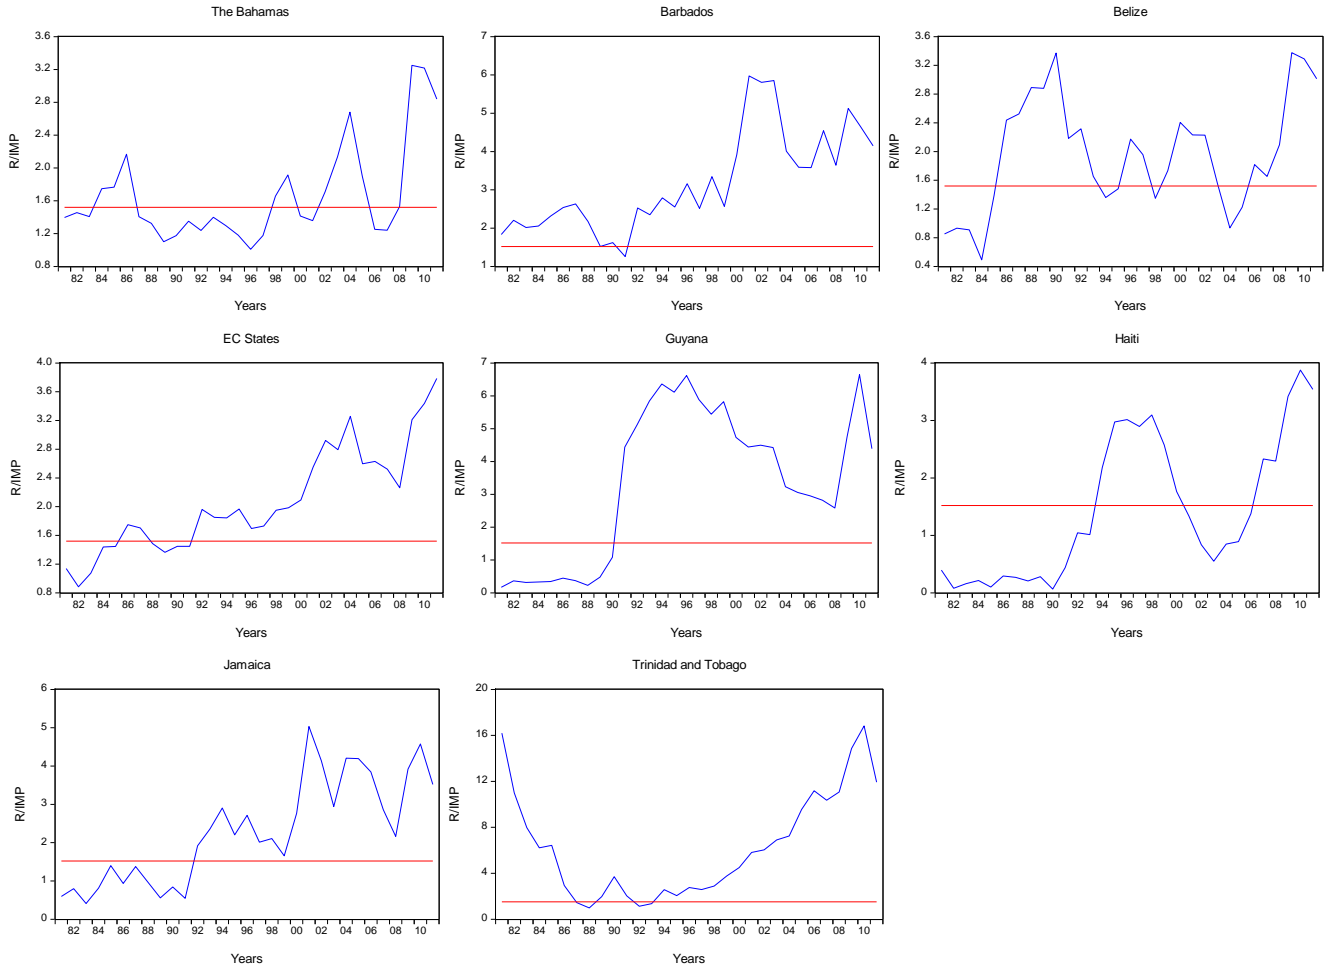 The Bahamas
3.6
3.2
2.8
2.4
2.0
1.6
1.2
0.8
R/IMP
82 84 86 88 90 92 94 96 98 00 02 04 06 08 10
Years
Barbados
7
6
5
4
3
2
1
R/IMP
82 84 86 88 90 92 94 96 98 00 02 04 06 08 10
Years
Belize
3.6
3.2
2.8
2.4
2.0
1.6
1.2
0.8
0.4
R/IMP
82 84 86 88 90 92 94 96 98 00 02 04 06 08 10
Years
EC States
4.0
3.6
3.2
2.8
2.4
2.0
1.6
1.2
0.8
R/IMP
82 84 86 88 90 92 94 96 98 00 02 04 06 08 10
Years
Guyana
7
6
5
4
3
2
1
0
R/IMP
82 84 86 88 90 92 94 96 98 00 02 04 06 08 10
Years
Haiti
4
3
2
1
0
R/IMP
82 84 86 88 90 92 94 96 98 00 02 04 06 08 10
Years
Jamaica
6
5
4
3
2
1
0
R/IMP
82 84 86 88 90 92 94 96 98 00 02 04 06 08 10
Years
Trinidad and Tobago
20
16
12
8
4
0
R/IMP
82 84 86 88 90 92 94 96 98 00 02 04 06 08 10
Years